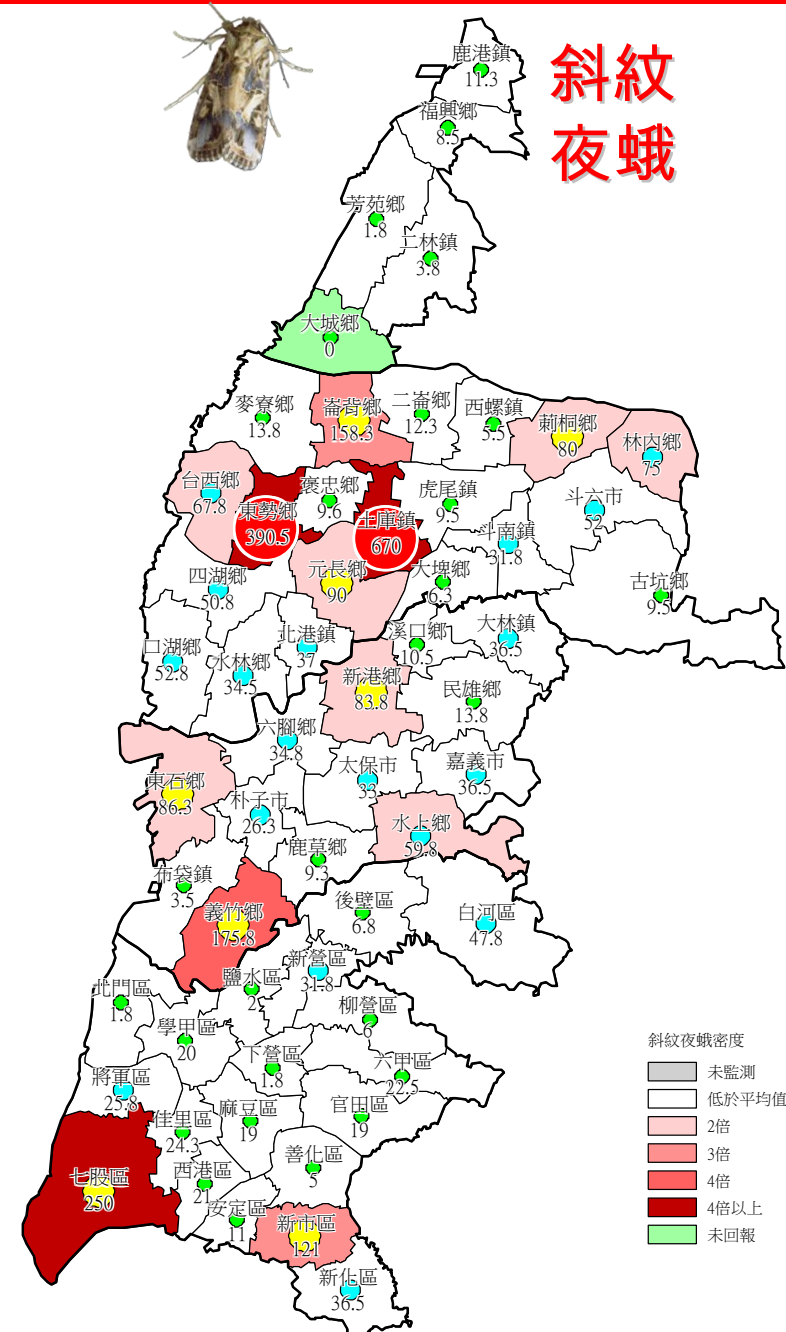 斜紋
夜蛾
鹿港鎮
11.3
福興鄉
8.5
芳苑鄉
1.8
二林鎮
3.8
大城鄉
0
麥寮鄉
13.8
崙背鄉
158.3
二崙鄉
12.3
西螺鎮
5.5
莿桐鄉
80
林內鄉
75
台西鄉
67.8
東勢鄉
390.5
褒忠鄉
9.6
土庫鎮
670
虎尾鎮
9.5
斗南鎮
31.8
斗六市
52
古坑鄉
9.5
四湖鄉
50.8
元長鄉
90
大埤鄉
6.3
口湖鄉
52.8
水林鄉
34.5
北港鎮
37
溪口鄉
10.5
大林鎮
36.5
新港鄉
83.8
民雄鄉
13.8
六腳鄉
34.8
太保市
33
嘉義市
36.5
東石鄉
86.3
朴子市
26.3
水上鄉
59.8
鹿草鄉
9.3
布袋鎮
3.5
義竹鄉
175.8
後壁區
6.8
白河區
47.8
新營區
31.8
鹽水區
2
北門區
1.8
柳營區
6
學甲區
20
下營區
1.8
六甲區
22.5
將軍區
25.8
佳里區
24.3
麻豆區
19
官田區
19
七股區
250
西港區
21
善化區
5
安定區
11
新市區
121
新化區
36.5
斜紋夜蛾密度
未監測
低於平均值
2倍
3倍
4倍
4倍以上
未回報